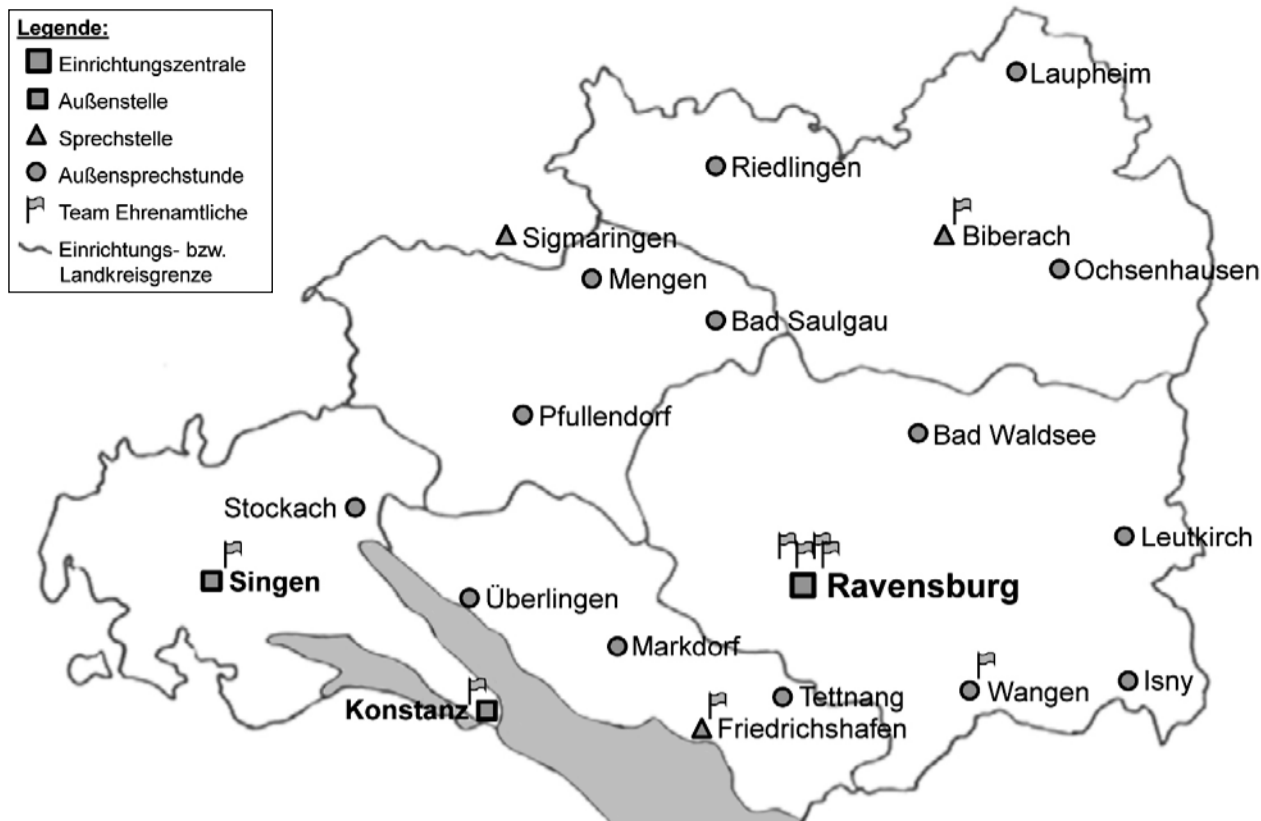 Legende:
Einrichtungszentrale
Außenstelle
Sprechstelle
Außensprechstunde
Team Ehrenamtliche
Einrichtungs- bzw.
Landkreisgrenze
Laupheim
Riedlingen
Sigmaringen
Biberach
Mengen
Ochsenhausen
Bad Saulgau
Pfullendorf
Bad Waldsee
Stockach
Leutkirch
Singen
Ravensburg
Überlingen
Markdorf
Isny
Wangen
Tettnang
Konstanz
Friedrichshafen